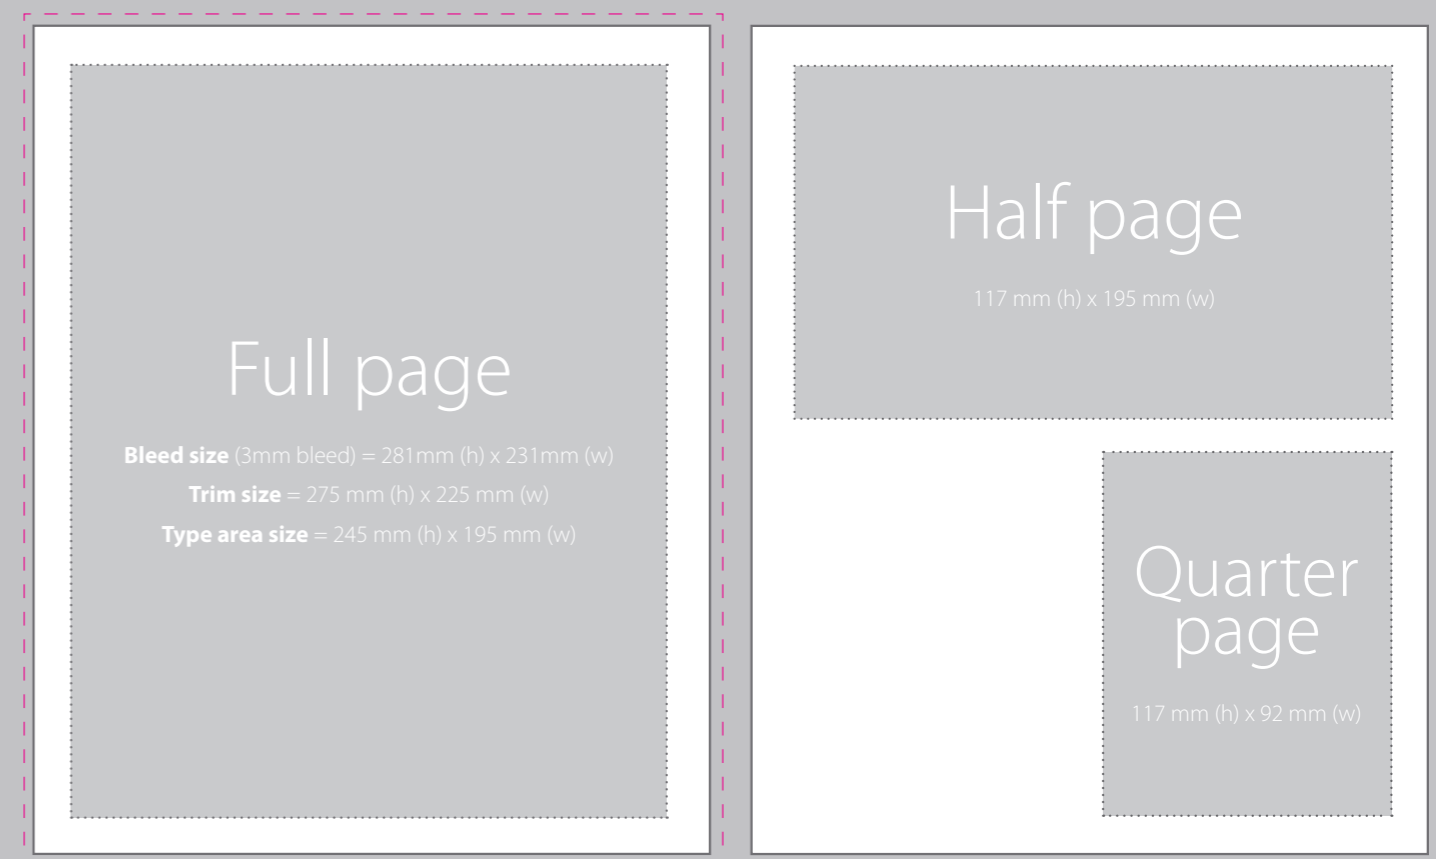 Full page
Bleed size (3mm bleed) = 281mm (h) x 231mm (w)
Trim size = 275 mm (h) x 225 mm (w)
Type area size = 245 mm (h) x 195 mm (w)
Half page
117 mm (h) x 195 mm (w)
Quarter
page
117 mm (h) x 92 mm (w)